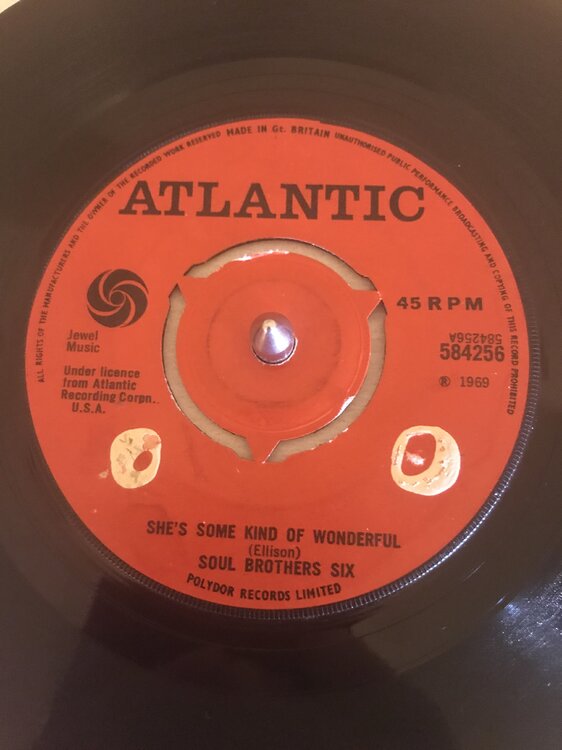 ALL RIGHTS OF THE MANUFACTURERS AND THE OWNER OF THE RECORDED WORK RESERVED MADE IN Gt. BRITAIN UNAUTHORISED PUBLIC PERFORMANCE BROADCASTING AND COPYING OF THIS RECORD PROHIBITED
ATLANTIC
45 RPM
Jewel
Music
584256A
584256
Under licence
from Atlantic
Recording Corpn..
U.S.A.
℗ 1969
SHE'S SOME KIND OF WONDERFUL
(Ellison)
SOUL BROTHERS SIX
POLYDOR RECORDS LIMITED